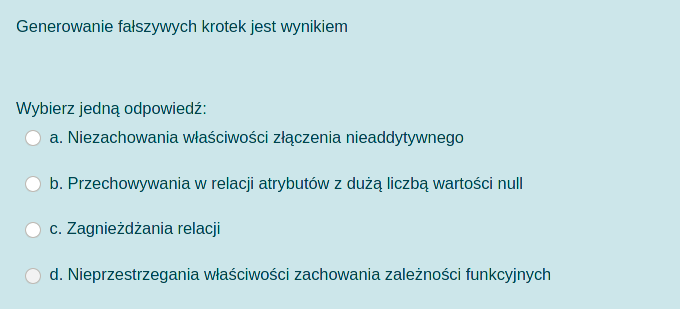 Generowanie fałszywych krotek jest wynikiem
Wybierz jedną odpowiedź:
a. Niezachowania właściwości złączenia nieaddytywnego
b. Przechowywania w relacji atrybutów z dużą liczbą wartości null
c. Zagnieżdżania relacji
d. Nieprzestrzegania właściwości zachowania zależności funkcyjnych